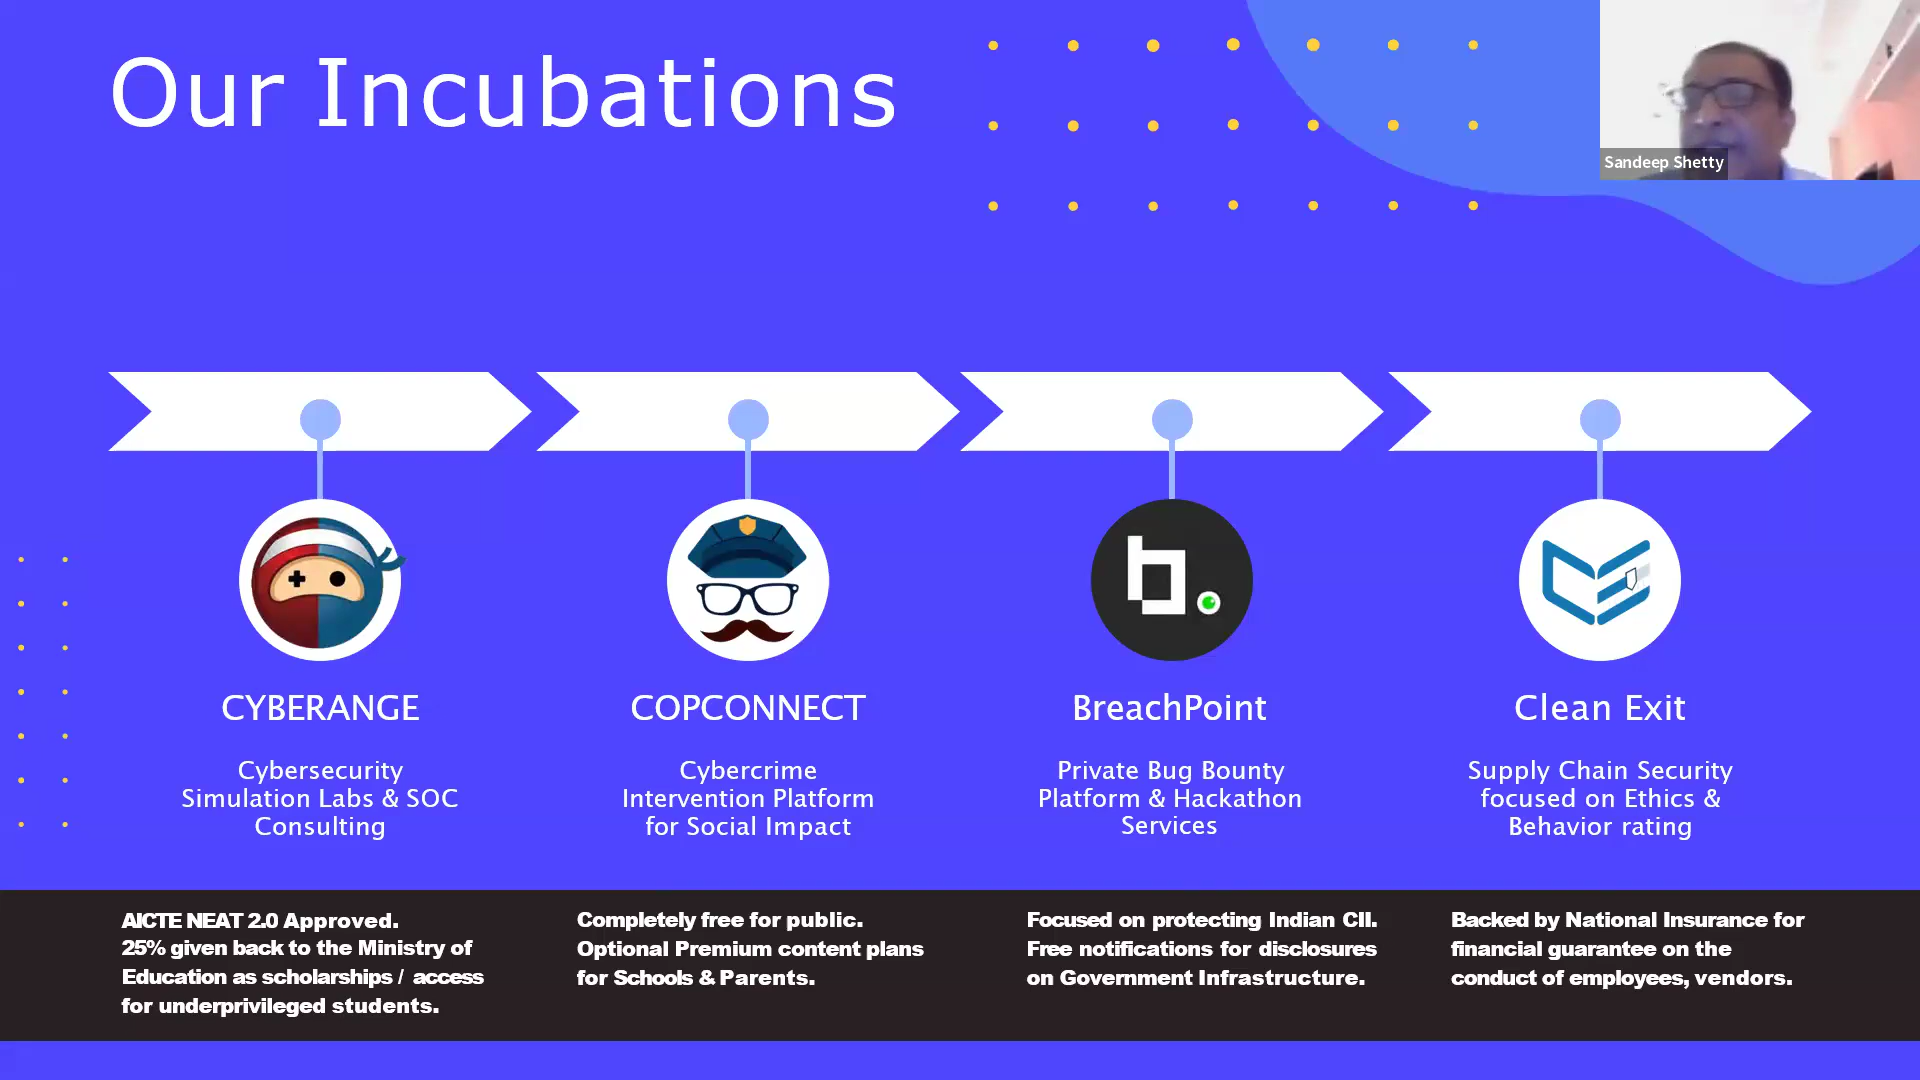 Our Incubations
Sandeep Shetty
CYBERANGE
Cybersecurity
Simulation Labs & SOC
Consulting
COPCONNECT
Cybercrime
Intervention Platform
for Social Impact
b.
BreachPoint
Private Bug Bounty
Platform & Hackathon
Services
Clean Exit
Supply Chain Security
focused on Ethics &
Behavior rating
AICTE NEAT 2.0 Approved.
25% given back to the Ministry of
Education as scholarships / access
for underprivileged students.
Completely free for public.
Optional Premium content plans
for Schools & Parents.
Focused on protecting Indian CII.
Free notifications for disclosures
on Government Infrastructure.
Backed by National Insurance for
financial guarantee on the
conduct of employees, vendors.